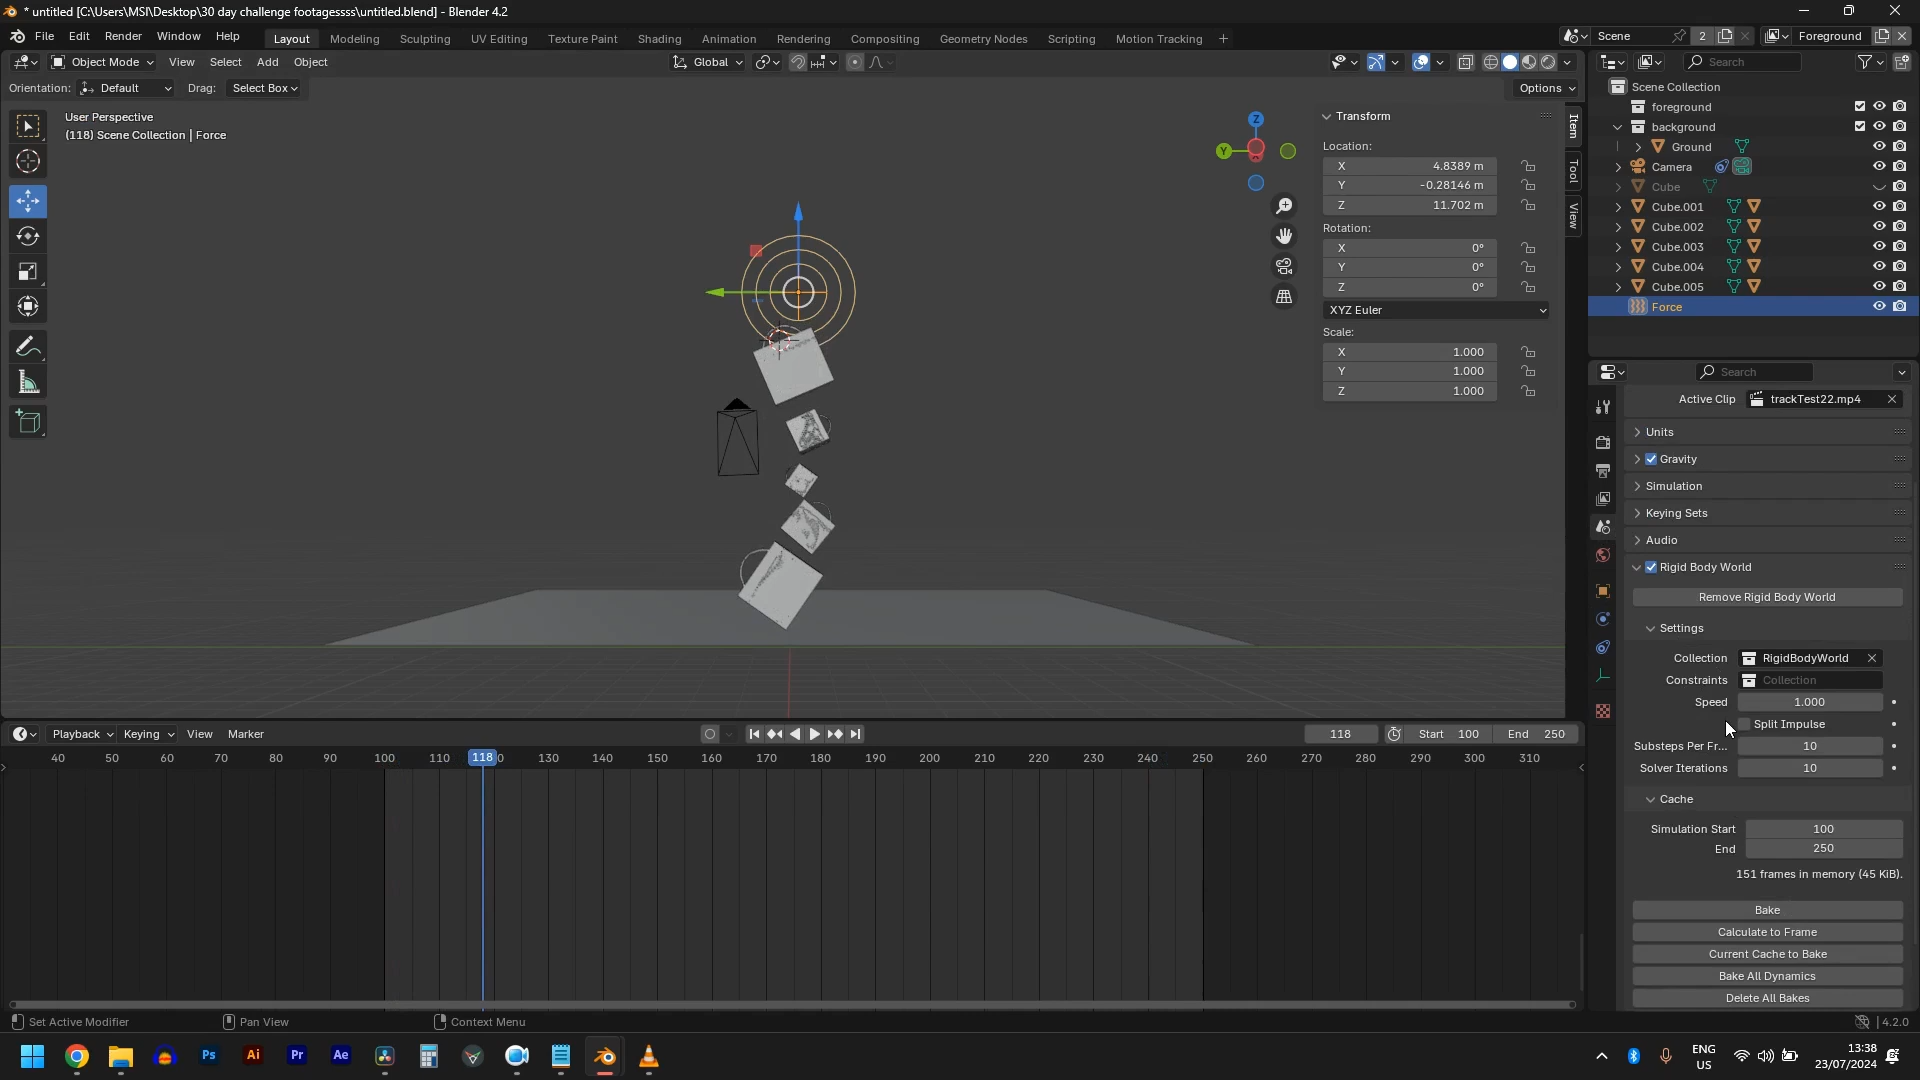 * untitled [C:\Users\MSI\Desktop\30 day challenge footagessss\untitled.blend] - Blender 4.2
File Edit Render Window Help Layout Modeling Sculpting UV Editing Texture Paint Shading Animation Rendering Compositing Geometry Nodes Scripting Motion Tracking + Scene 2 Foreground
Object Mode View Select Add Object Global Search
Orientation: Default Drag: Select Box Options
Scene Collection
foreground
background
Ground
Camera
Cube
Cube.001
Cube.002
Cube.003
Cube.004
Cube.005
Force
User Perspective
(118) Scene Collection | Force
Z
Y
Transform
Location:
X 4.8389 m
Y -0.28146 m
Z 11.702 m
Rotation:
X 0°
Y 0°
Z 0°
XYZ Euler
Scale:
X 1.000
Y 1.000
Z 1.000
Item
Tool
View
Search
Active Clip trackTest22.mp4
Units
Gravity
Simulation
Keying Sets
Audio
Rigid Body World
Remove Rigid Body World
Settings
Collection RigidBodyWorld
Constraints Collection
Speed 1.000
Split Impulse
Substeps Per Fr... 10
Solver Iterations 10
Cache
Simulation Start 100
End 250
151 frames in memory (45 KiB).
Bake
Calculate to Frame
Current Cache to Bake
Bake All Dynamics
Delete All Bakes
Playback Keying View Marker 118 Start 100 End 250
40 50 60 70 80 90 100 110 118 0 130 140 150 160 170 180 190 200 210 220 230 240 250 260 270 280 290 300 310
Set Active Modifier Pan View Context Menu 4.2.0
Ps Ai Pr Ae
ENG
US
13:38
23/07/2024